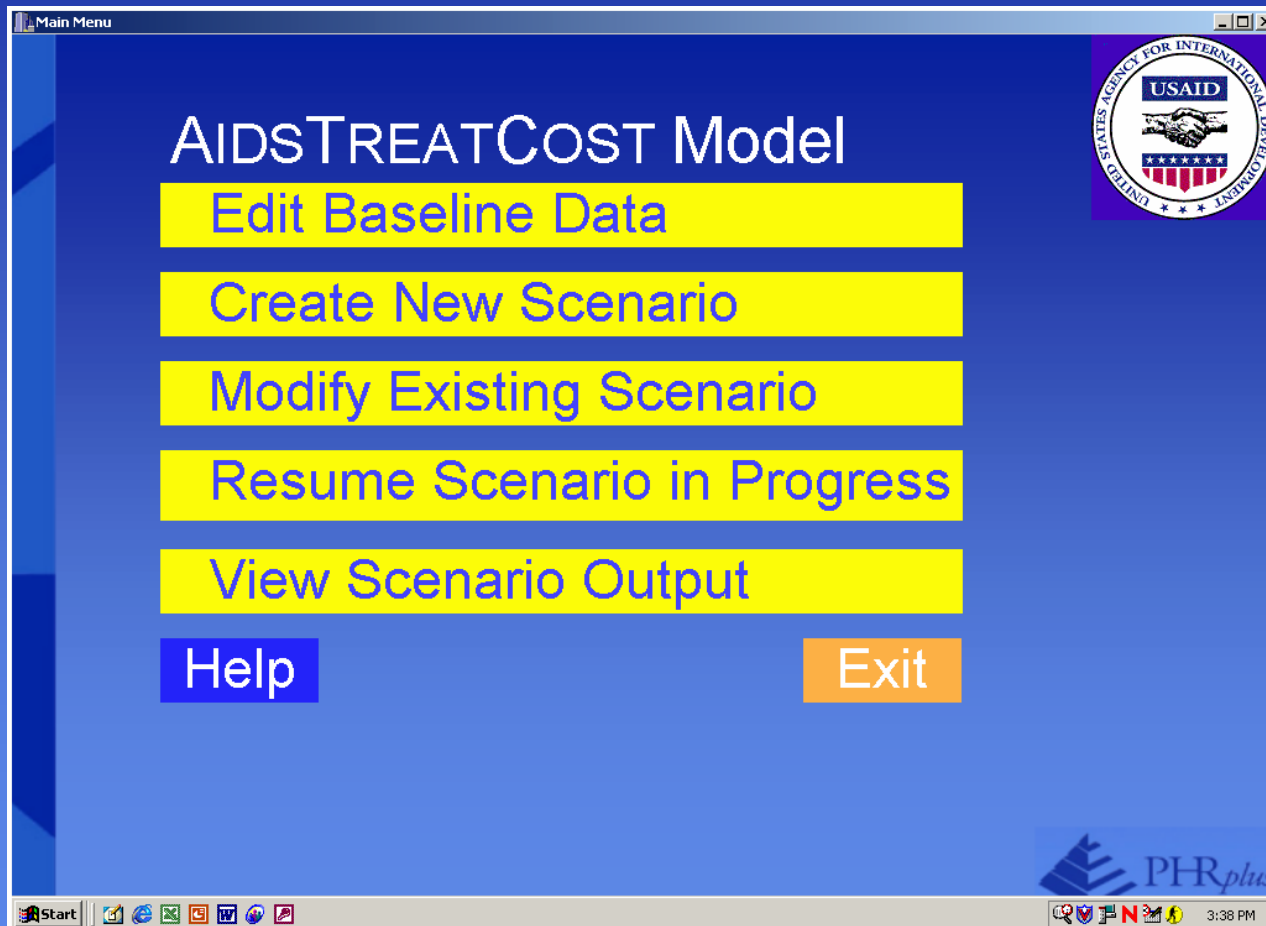 Main Menu
UNITED STATES AGENCY FOR INTERNATIONAL DEVELOPMENT
USAID
AIDSTREATCOST Model
Edit Baseline Data
Create New Scenario
Modify Existing Scenario
Resume Scenario in Progress
View Scenario Output
Help
Exit
PHRplus
Start
3:38 PM